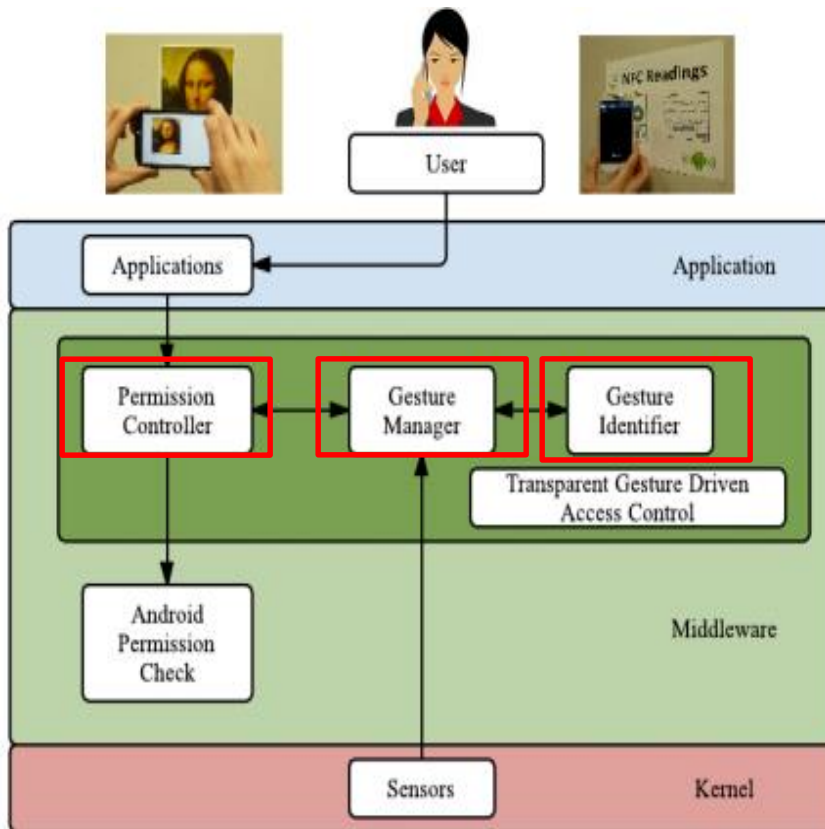 NFC Readings
User
Applications
Application
Permission
Controller
Gesture
Manager
Gesture
Identifier
Transparent Gesture Driven
Access Control
Android
Permission
Check
Middleware
Sensors
Kernel